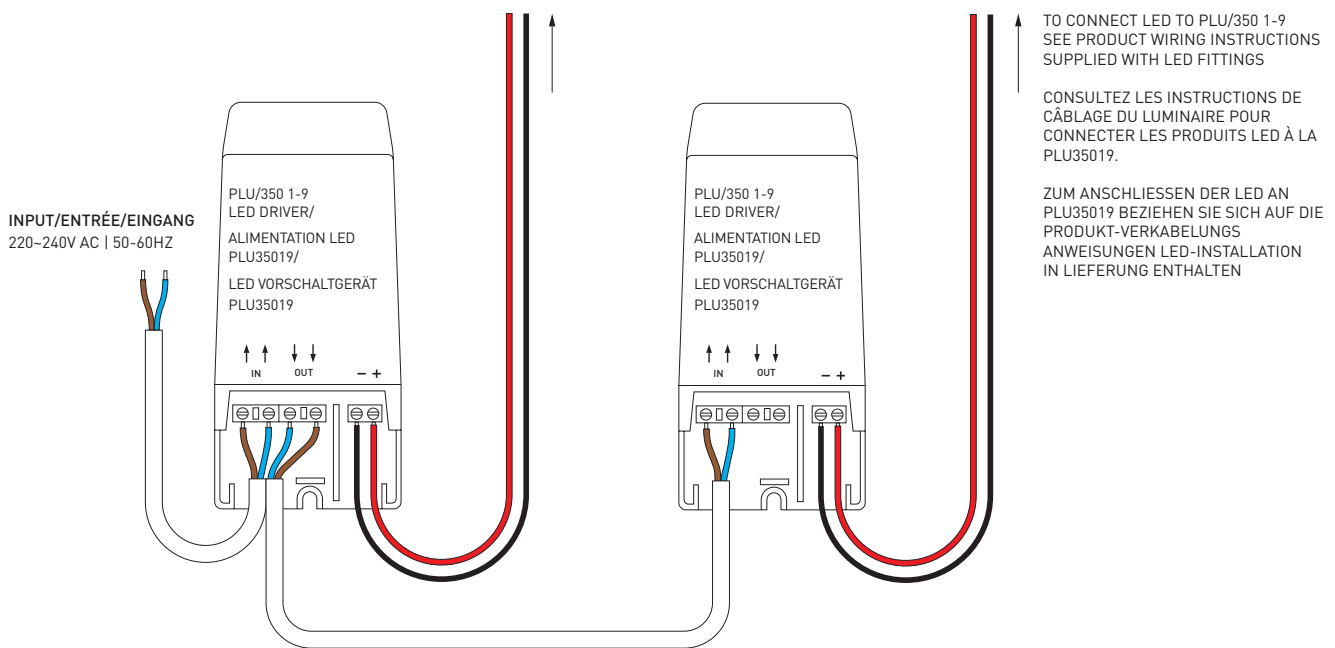 INPUT/ENTRÉE/EINGANG
220~240V AC | 50-60HZ
PLU/350 1-9
LED DRIVER/
ALIMENTATION LED
PLU35019/
LED VORSCHALTGERÄT
PLU35019
IN
OUT
– +
PLU/350 1-9
LED DRIVER/
ALIMENTATION LED
PLU35019/
LED VORSCHALTGERÄT
PLU35019
IN
OUT
– +
TO CONNECT LED TO PLU/350 1-9
SEE PRODUCT WIRING INSTRUCTIONS
SUPPLIED WITH LED FITTINGS
CONSULTEZ LES INSTRUCTIONS DE
CÂBLAGE DU LUMINAIRE POUR
CONNECTER LES PRODUITS LED À LA
PLU35019.
ZUM ANSCHLIESSEN DER LED AN
PLU35019 BEZIEHEN SIE SICH AUF DIE
PRODUKT-VERKABELUNGS
ANWEISUNGEN LED-INSTALLATION
IN LIEFERUNG ENTHALTEN